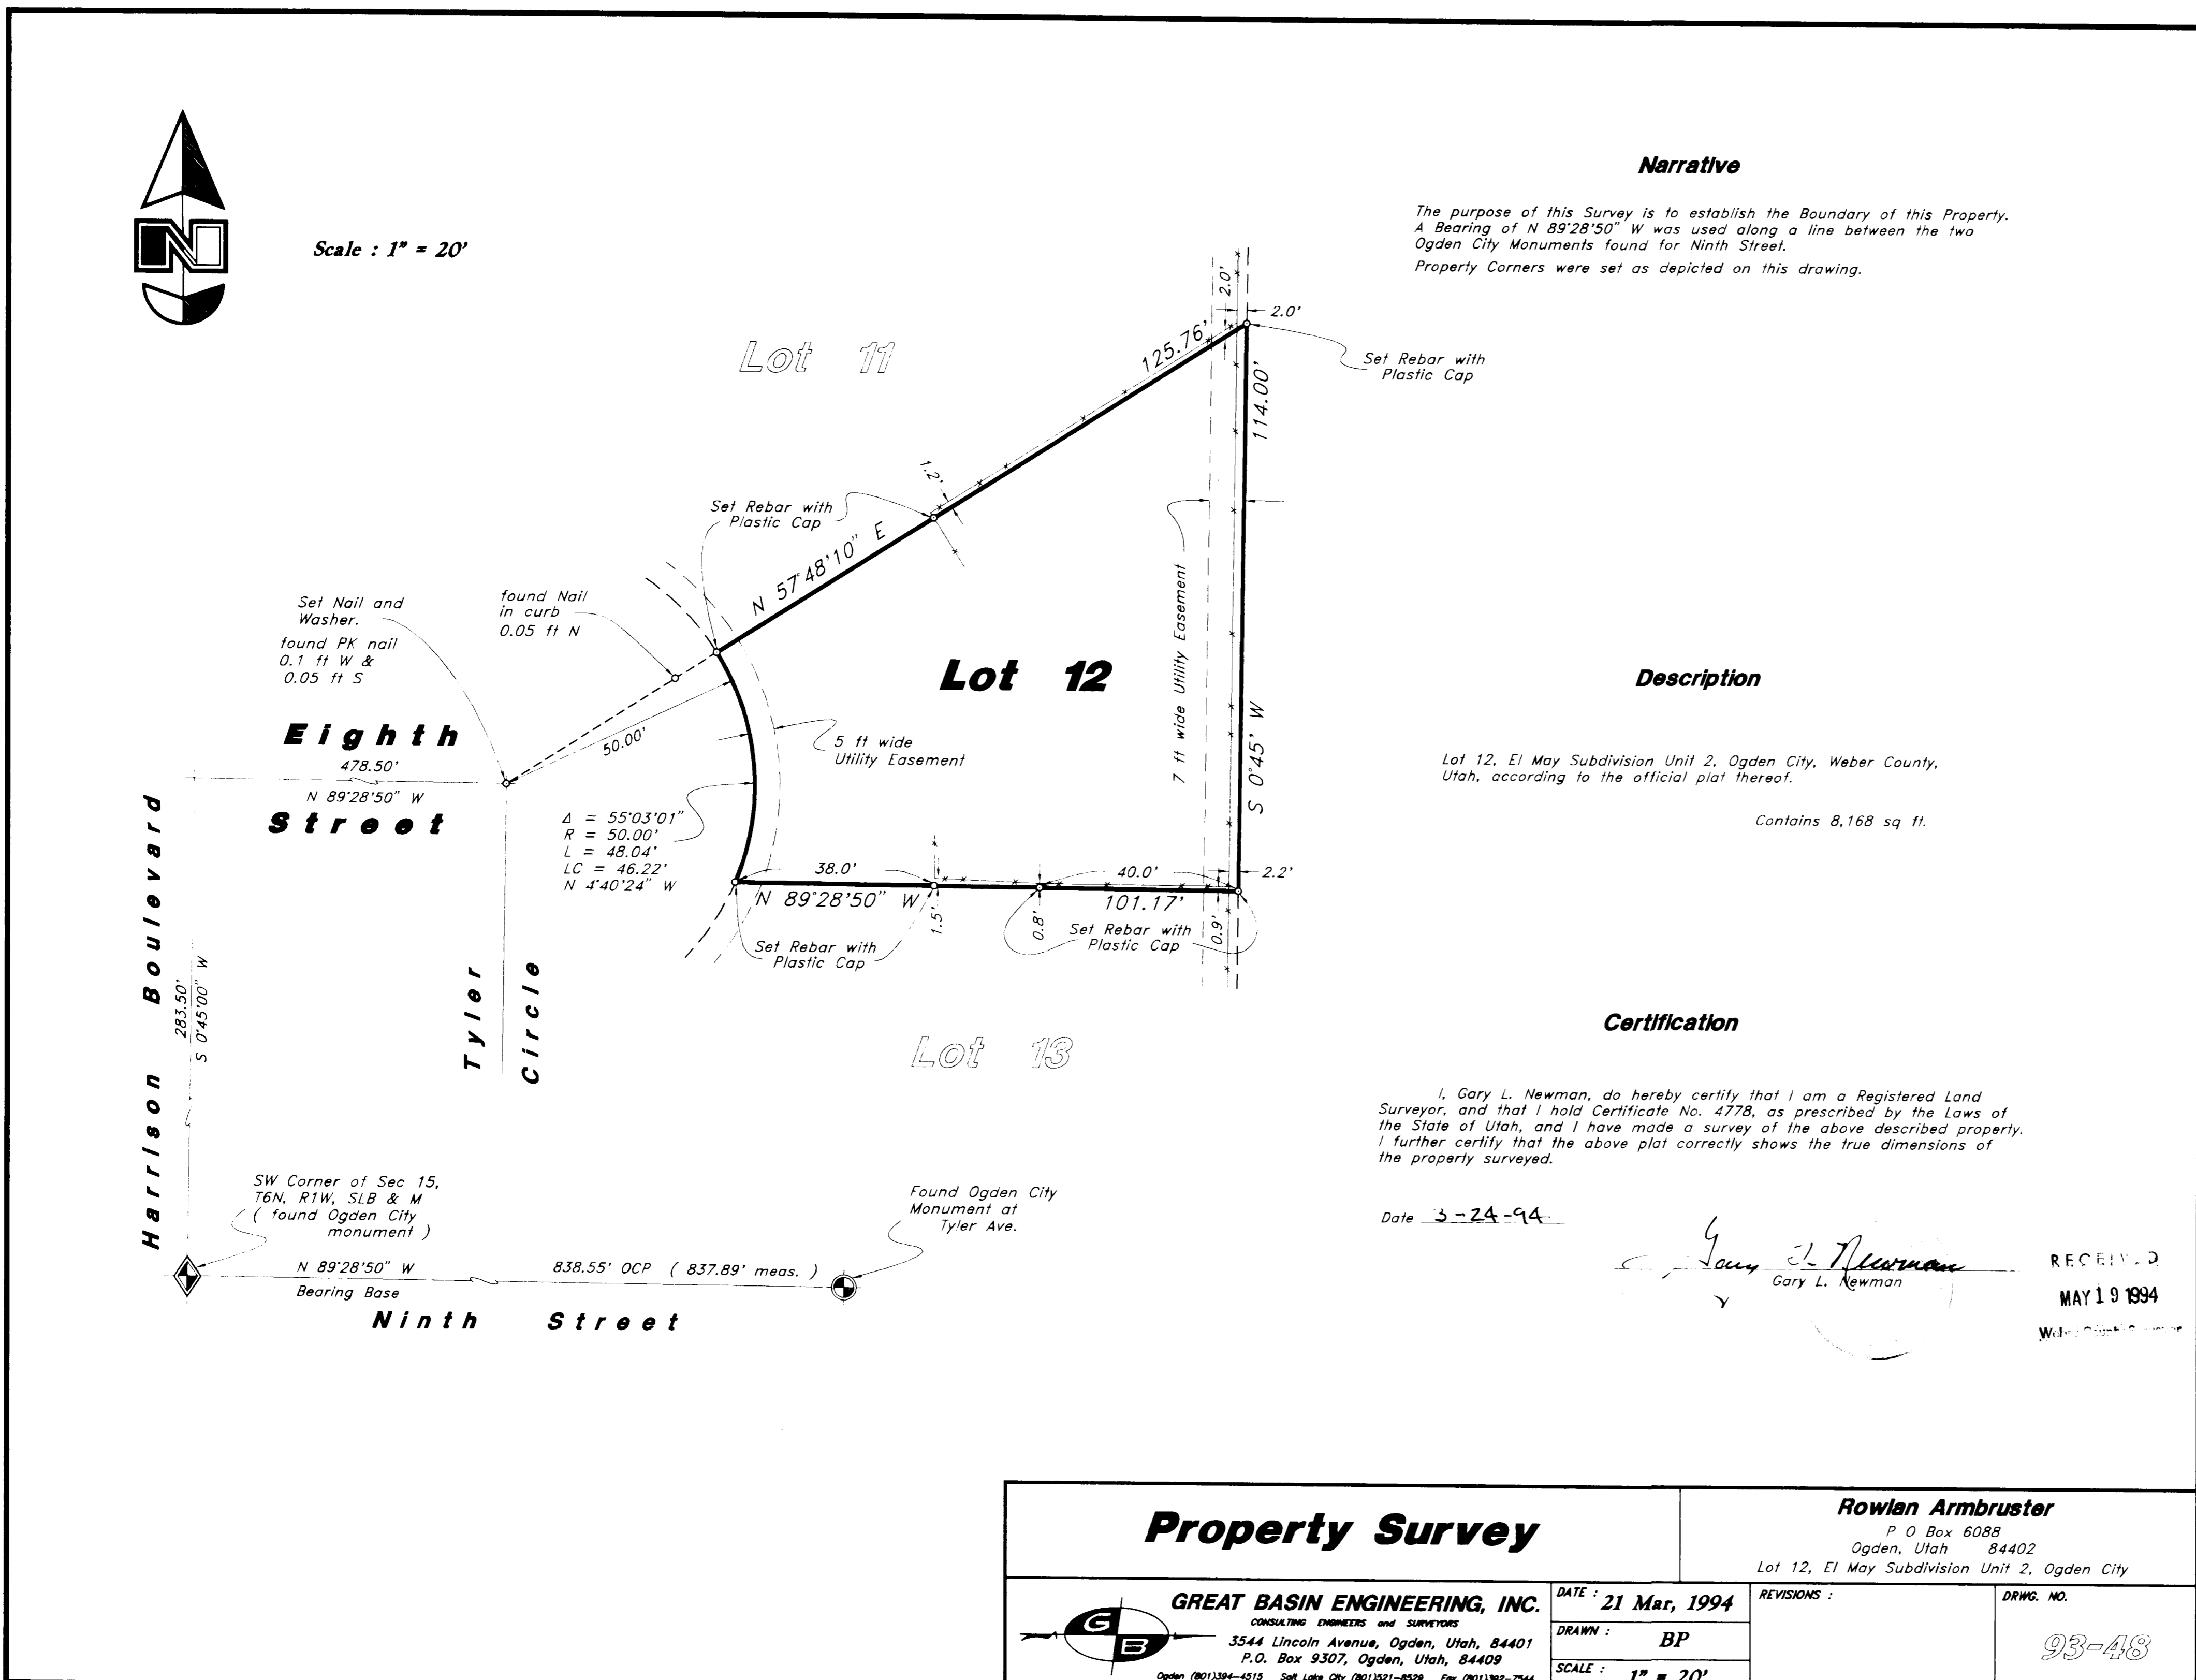 Narrative
The purpose of this Survey is to establish the Boundary of this Property.
A Bearing of N 89°28'50" W was used along a line between the two
Ogden City Monuments found for Ninth Street.
Property Corners were set as depicted on this drawing.
N
Scale : 1" = 20'
2.0'
2.0'
Lot 11
125.76'
Set Rebar with
Plastic Cap
114.00'
1.2'
Set Rebar with
Plastic Cap
N 57°48'10" E
Set Nail and
Washer.
found PK nail
0.1 ft W &
0.05 ft S
found Nail
in curb
0.05 ft N
Lot 12
7 ft wide Utility Easement
S 0°45' W
50.00'
5 ft wide
Utility Easement
Eighth
478.50'
N 89°28'50" W
Street
Δ = 55°03'01"
R = 50.00'
L = 48.04'
LC = 46.22'
N 4°40'24" W
38.0'
40.0'
2.2'
N 89°28'50" W
101.17'
1.5'
0.8'
0.9'
Set Rebar with
Plastic Cap
Set Rebar with
Plastic Cap
Description
Lot 12, El May Subdivision Unit 2, Ogden City, Weber County,
Utah, according to the official plat thereof.
Contains 8,168 sq ft.
Harrison Boulevard
283.50'
S 0°45'00" W
Tyler
Circle
Lot 13
Certification
I, Gary L. Newman, do hereby certify that I am a Registered Land
Surveyor, and that I hold Certificate No. 4778, as prescribed by the Laws of
the State of Utah, and I have made a survey of the above described property.
I further certify that the above plat correctly shows the true dimensions of
the property surveyed.
Date 3-24-94
Gary L. Newman
Gary L. Newman
RECEIVED
MAY 19 1994
SW Corner of Sec 15,
T6N, R1W, SLB & M
( found Ogden City
monument )
Found Ogden City
Monument at
Tyler Ave.
N 89°28'50" W
838.55' OCP ( 837.89' meas. )
Bearing Base
Ninth Street
Property Survey
Rowlan Armbruster
P O Box 6088
Ogden, Utah 84402
Lot 12, El May Subdivision Unit 2, Ogden City
G
B
GREAT BASIN ENGINEERING, INC.
CONSULTING ENGINEERS and SURVEYORS
3544 Lincoln Avenue, Ogden, Utah, 84401
P.O. Box 9307, Ogden, Utah, 84409
Ogden (801)394-4515 Salt Lake City (801)521-8529 Fax (801)392-7544
DATE : 21 Mar, 1994
DRAWN : BP
SCALE : 1" = 20'
REVISIONS :
DRWG. NO.
93-48